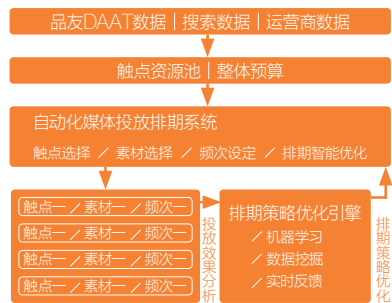 品友DAAT数据 | 搜索数据 | 运营商数据
触点资源池 | 整体预算
自动化媒体投放排期系统
触点选择 / 素材选择 / 频次设定 / 排期智能优化
触点一 / 素材一 / 频次一
触点一 / 素材一 / 频次一
触点一 / 素材一 / 频次一
触点一 / 素材一 / 频次一
投放效果分析
排期策略优化引擎
/ 机器学习
/ 数据挖掘
/ 实时反馈
排期策略优化